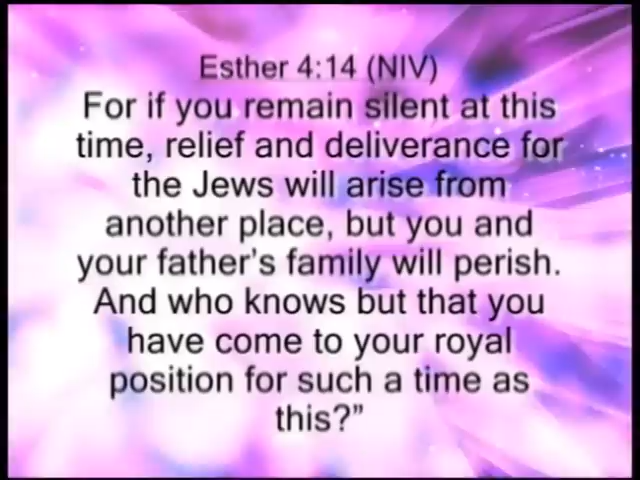 Esther 4:14 (NIV)
For if you remain silent at this
time, relief and deliverance for
the Jews will arise from
another place, but you and
your father’s family will perish.
And who knows but that you
have come to your royal
position for such a time as
this?”